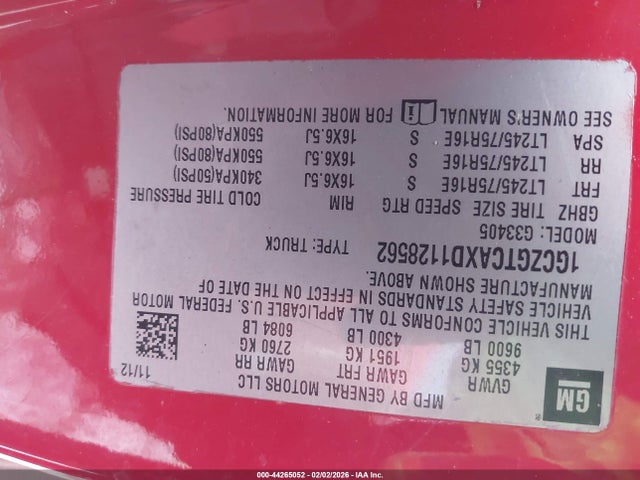 GM
MFD BY GENERAL MOTORS LLC
11/12
GVWR GAWR FRT GAWR RR
4355 KG 1951 KG 2760 KG
9600 LB 4300 LB 6084 LB
THIS VEHICLE CONFORMS TO ALL APPLICABLE U.S. FEDERAL MOTOR
VEHICLE SAFETY STANDARDS IN EFFECT ON THE DATE OF
MANUFACTURE SHOWN ABOVE.
1GCZGTCAXD1128562 TYPE: TRUCK
MODEL: G33405
GBHZ TIRE SIZE SPEED RTG RIM COLD TIRE PRESSURE
FRT LT245/75R16E S 16X6.5J 340KPA(50PSI)
RR LT245/75R16E S 16X6.5J 550KPA(80PSI)
SPA LT245/75R16E S 16X6.5J 550KPA(80PSI)
SEE OWNER'S MANUAL FOR MORE INFORMATION.
000-44265052 - 02/02/2026 - IAA Inc.